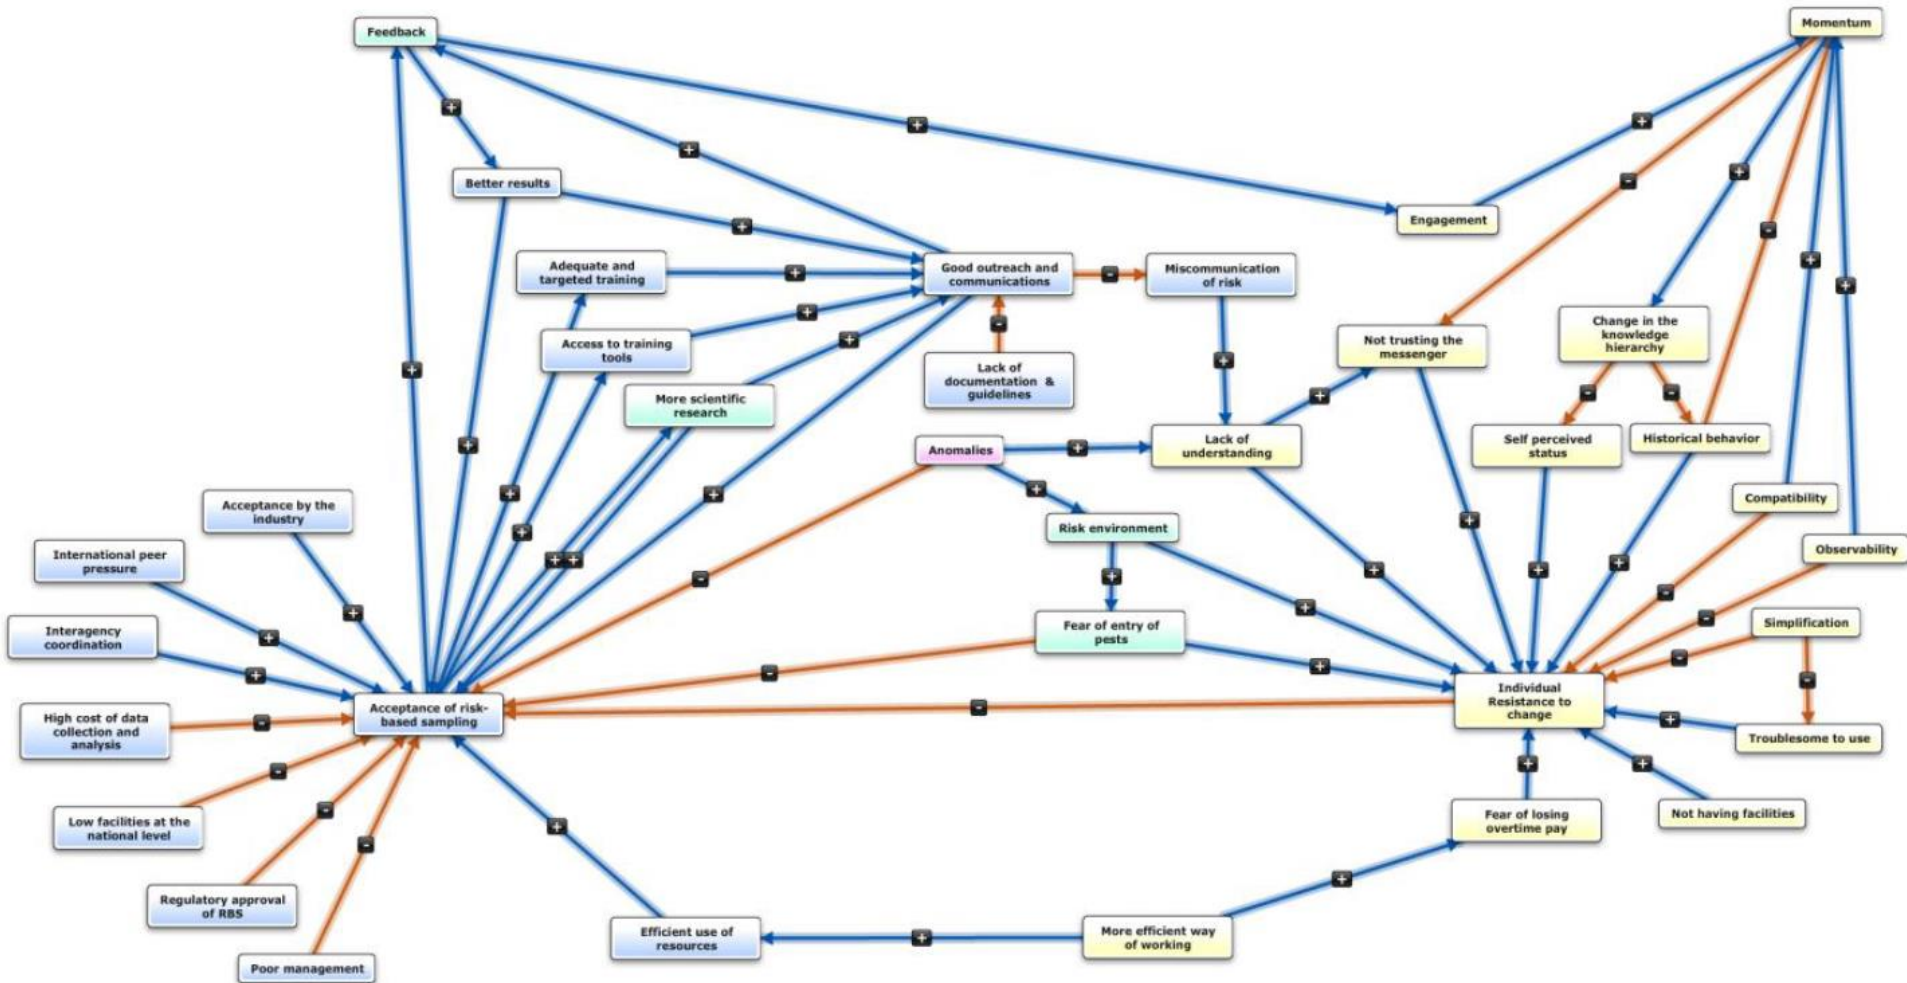 Feedback
Momentum
Better results
Engagement
Adequate and
targeted training
Good outreach and
communications
Miscommunication
of risk
Access to training
tools
Not trusting the
messenger
Change in the
knowledge
hierarchy
Lack of
documentation &
guidelines
More scientific
research
Anomalies
Lack of
understanding
Self perceived
status
Historical behavior
Compatibility
Acceptance by the
industry
Risk environment
Observability
International peer
pressure
Interagency
coordination
Fear of entry of
pests
Simplification
High cost of data
collection and
analysis
Acceptance of risk-
based sampling
Individual
Resistance to
change
Troublesome to use
Low facilities at the
national level
Fear of losing
overtime pay
Not having facilities
Regulatory approval
of RBS
Efficient use of
resources
More efficient way
of working
Poor management